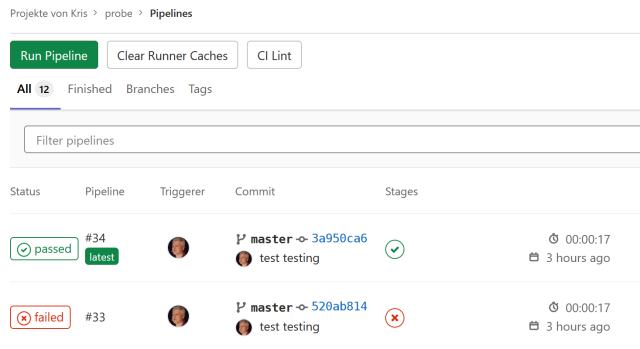 Projekte von Kris > probe > Pipelines
Run Pipeline Clear Runner Caches CI Lint
All 12 Finished Branches Tags
Filter pipelines
Status Pipeline Triggerer Commit Stages
passed #34 latest master 3a950ca6 00:00:17
test testing 3 hours ago
failed #33 master 520ab814 00:00:17
test testing 3 hours ago